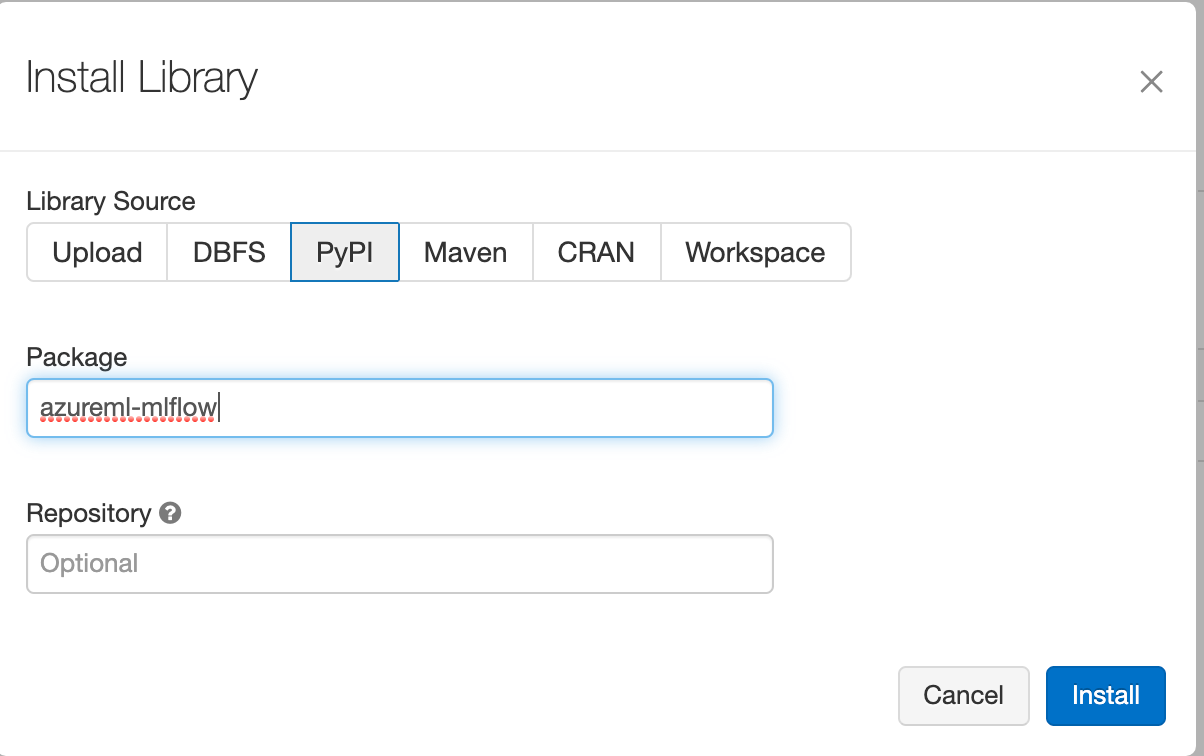 Install Library
Library Source
Upload DBFS PyPI Maven CRAN Workspace
Package
azureml-mlflow
Repository ?
Optional
Cancel Install